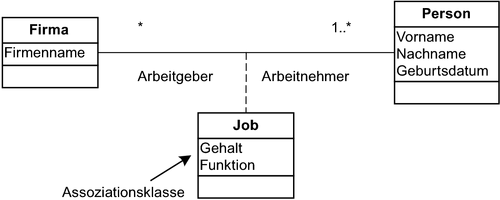 Firma
Firmenname
*
1..*
Person
Vorname
Nachname
Geburtsdatum
Arbeitgeber
Arbeitnehmer
Job
Gehalt
Funktion
Assoziationsklasse